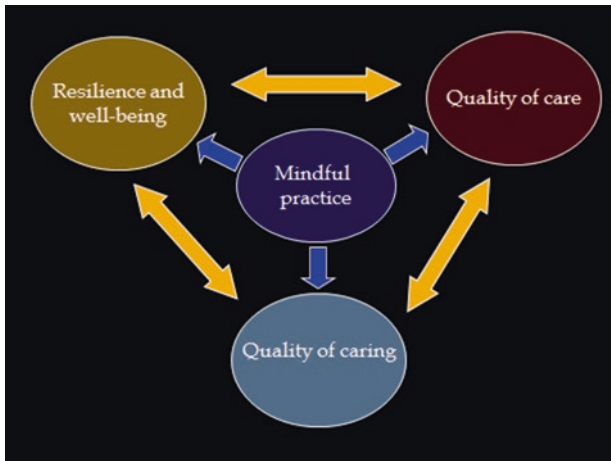 Resilience and
well-being
Quality of care
Mindful
practice
Quality of caring